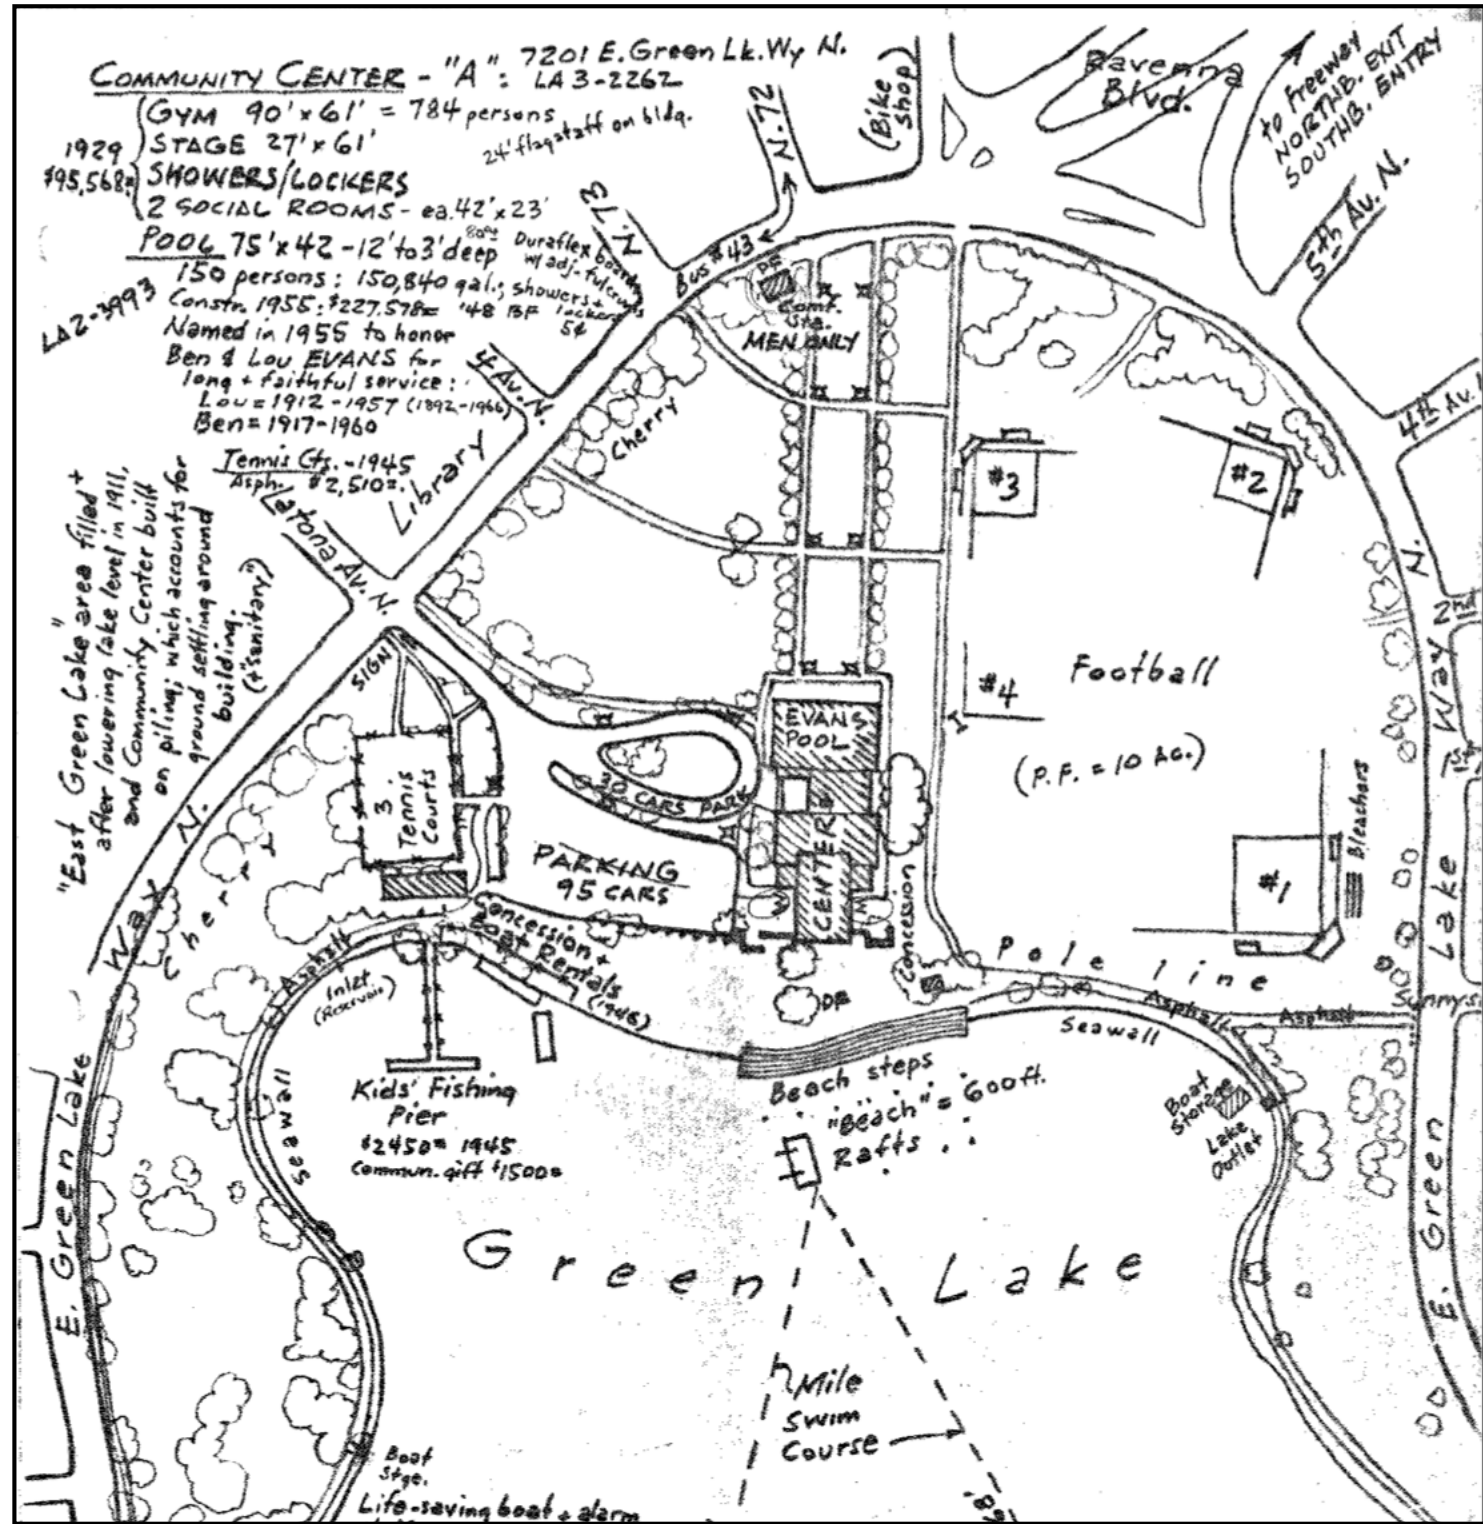 COMMUNITY CENTER - "A": 7201 E. Green Lk. Wy N.
LA 3-2262
GYM 90' x 61' = 784 persons
24' flagstaff on bldg.
STAGE 27' x 61'
1929
$95,568=
SHOWERS/LOCKERS
2 SOCIAL ROOMS - ea. 42' x 23'
POOL 75' x 42 - 12' to 3' deep
Duraflex boards
w/ adj. fulcrums
150 persons: 150,840 gal.; showers +
lockers
5¢
Constr. 1955: $227,578= '48 BF
LA2-3993
Named in 1955 to honor
Ben & Lou EVANS for
long + faithful service:
Lou = 1912-1957 (1892-1966)
Ben = 1917-1960
Tennis Cts. - 1945
Asph. $2,510=.
"East Green Lake" area filled +
after lowering lake level in 1911,
and Community Center built
on piling; which accounts for
ground settling around
building.
(+"sanitary")
N. 72
(Bike
Shop)
Ravenna
Blvd.
to Freeway
NORTHB. EXIT
SOUTHB. ENTRY
5th Av. N.
4th Av.
N. 73
Bus #43
4 Av. N.
Library
Latona Av. N.
DF
Comf.
Sta.
MEN ONLY
Cherry
#3
#2
#4
Football
(P.F. = 10 AC.)
2nd
1st
SIGN
EVANS
POOL
3
Tennis
Courts
30 CARS PARK
PARKING
95 CARS
CENTER
W
M
Concession
Bleachers
#1
Cherry
Concession +
Boat Rentals
(1946)
Asphalt
Inlet
(Reservoir)
DF
Pole line
Asphalt
Asphalt
Sunnys.
Seawall
Seawall
Beach steps
"Beach" = 600 ft.
Rafts
Kids' Fishing
Pier
$2450= 1945
Commun. gift $1500=
Boat
Storage
Lake
Outlet
E. Green Lake Way N.
E. Green Lake Way N.
Green Lake
Mile
Swim
Course
Boat
Stge.
Life-saving boat + alarm